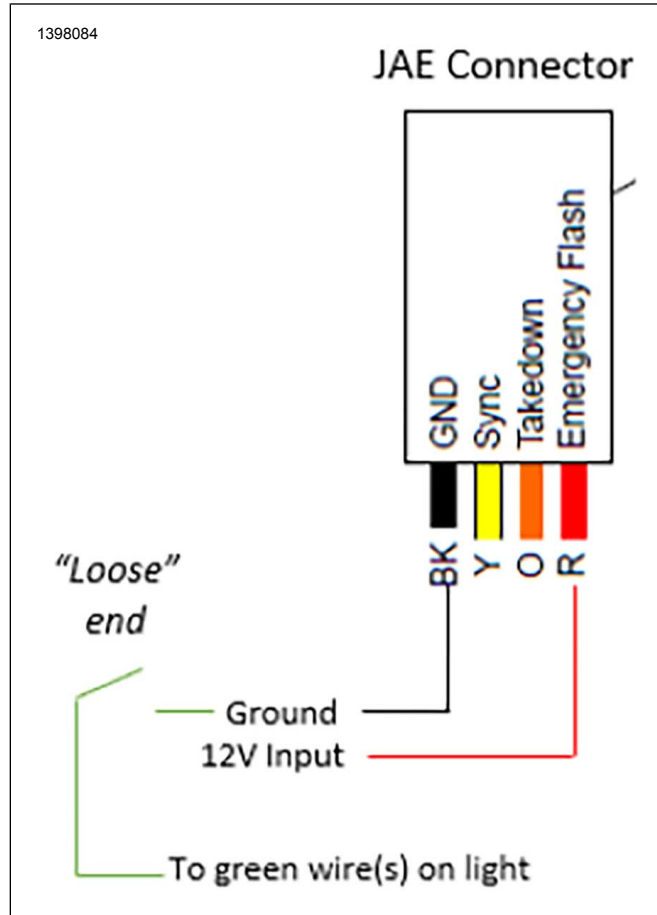 1398084
JAE Connector
GND
Sync
Takedown
Emergency Flash
BK
Y
O
R
“Loose”
end
Ground
12V Input
To green wire(s) on light